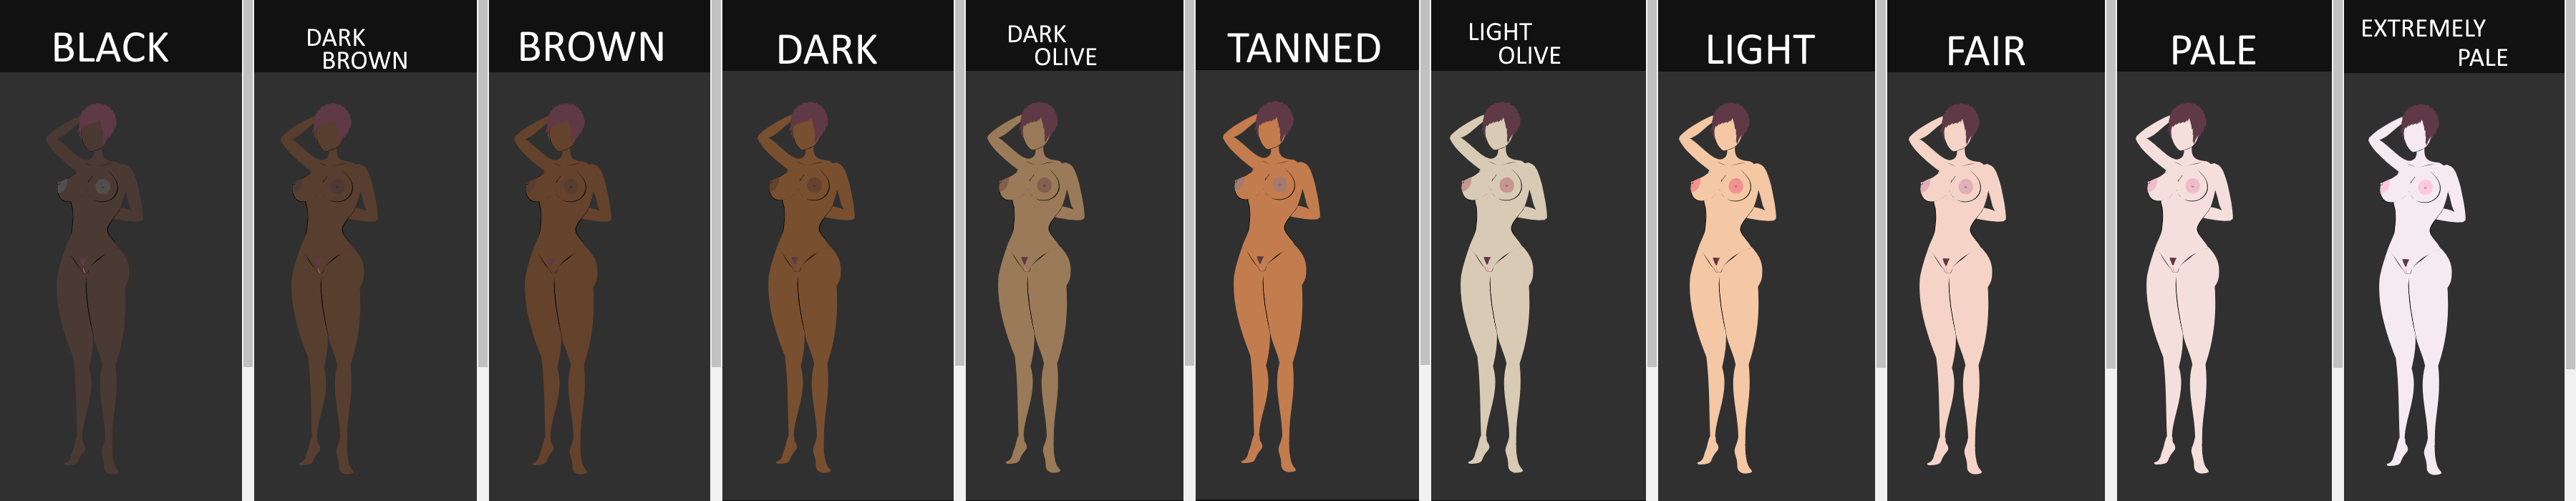 BLACK
DARK
BROWN
BROWN
DARK
DARK
OLIVE
TANNED
LIGHT
OLIVE
LIGHT
FAIR
PALE
EXTREMELY
PALE